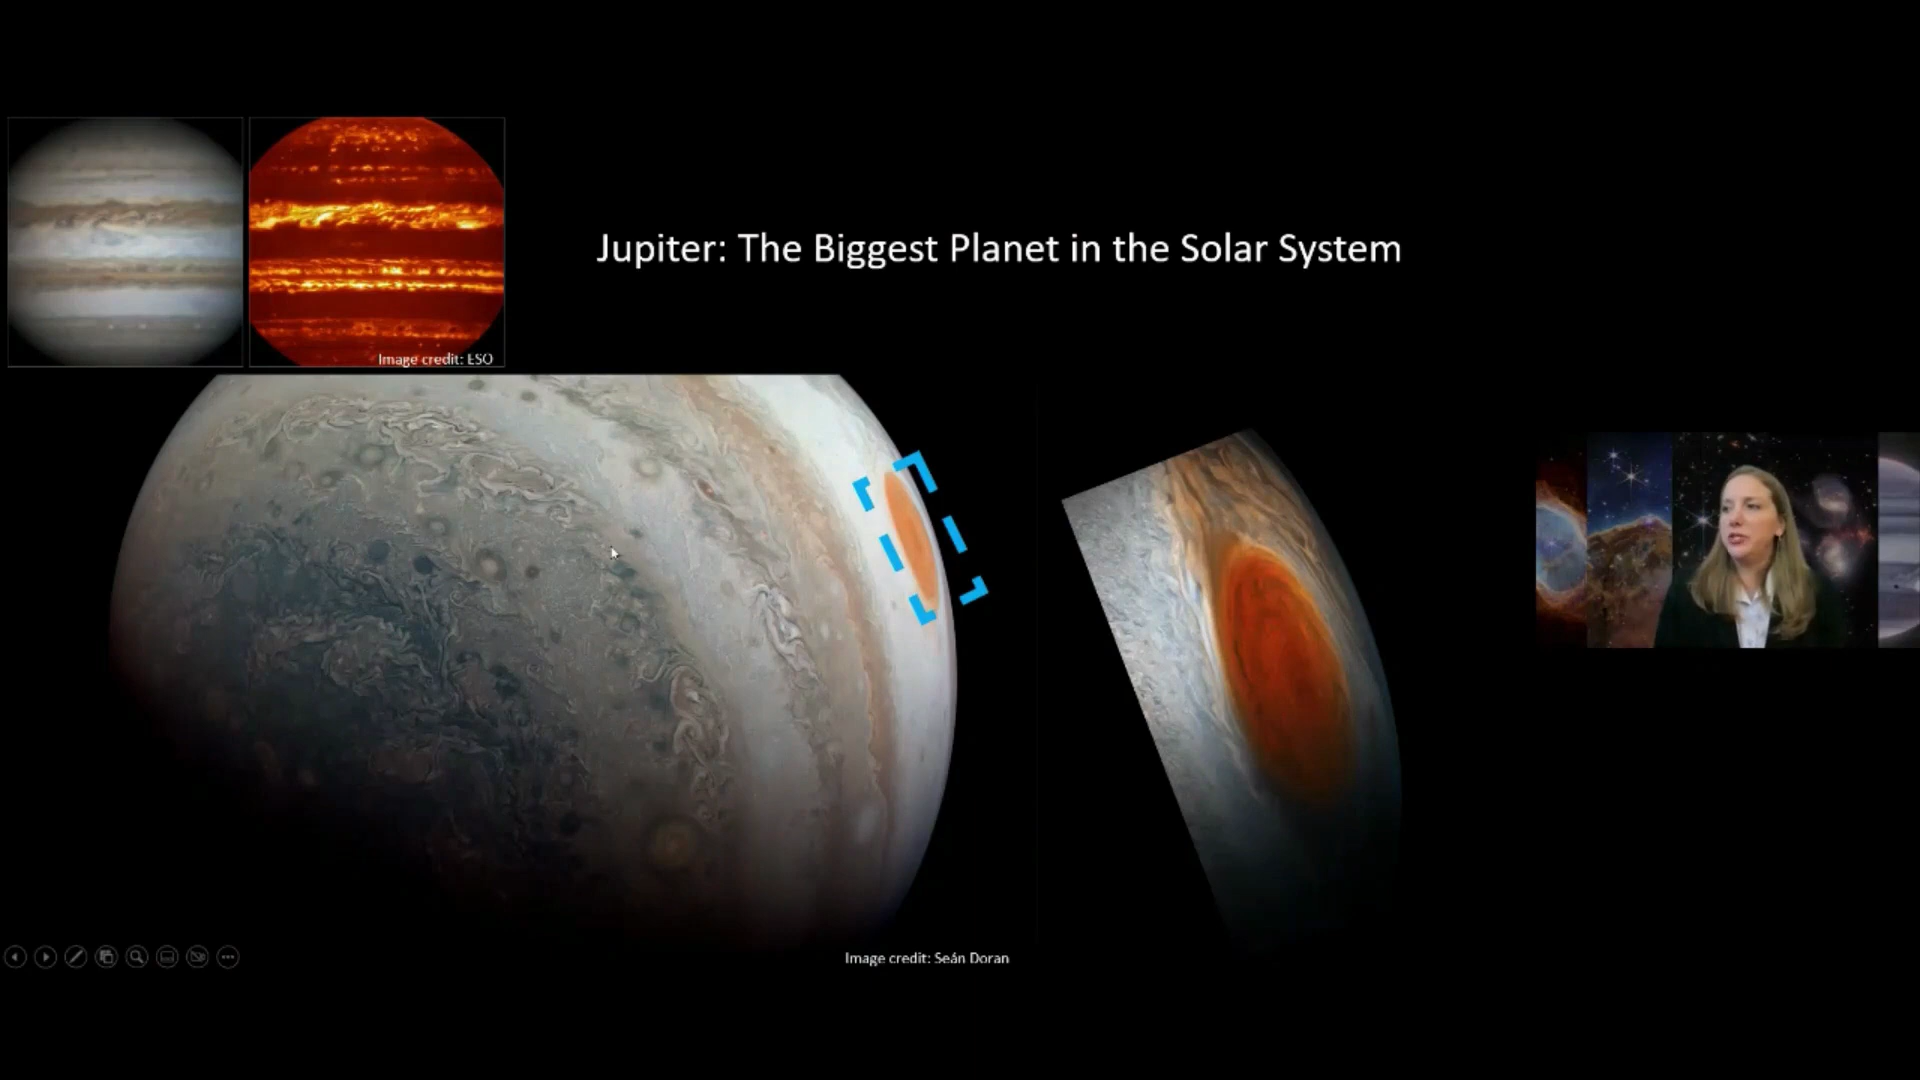 Jupiter: The Biggest Planet in the Solar System
Image credit: ESO
Image credit: Seán Doran